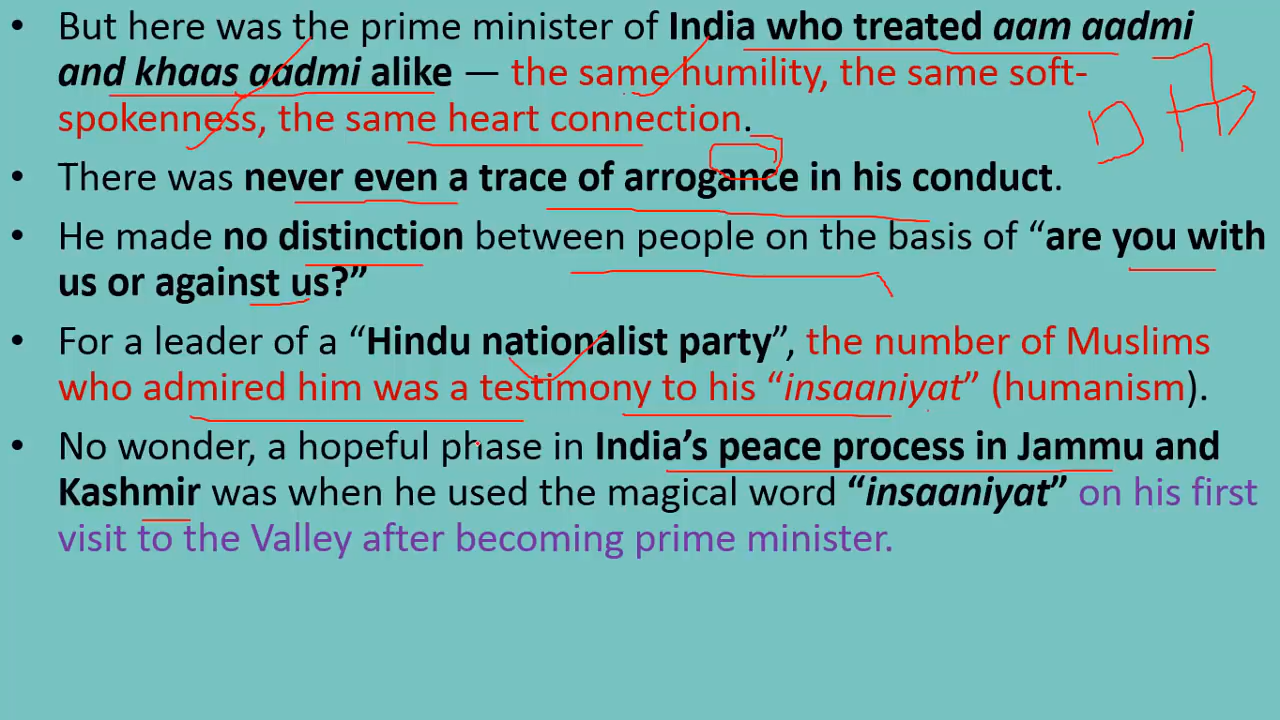 • But here was the prime minister of India who treated aam aadmi
and khaas aadmi alike — the same humility, the same soft-
spokenness, the same heart connection.
• There was never even a trace of arrogance in his conduct.
• He made no distinction between people on the basis of “are you with
us or against us?”
• For a leader of a “Hindu nationalist party”, the number of Muslims
who admired him was a testimony to his “insaaniyat” (humanism).
• No wonder, a hopeful phase in India’s peace process in Jammu and
Kashmir was when he used the magical word “insaaniyat” on his first
visit to the Valley after becoming prime minister.